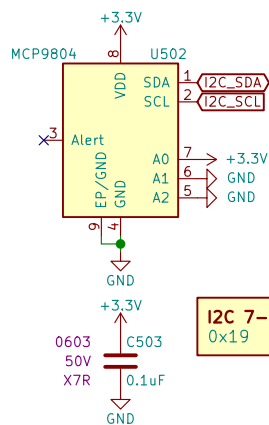 +3.3V
MCP9804
U502
8
VDD
SDA 1 I2C_SDA
SCL 2 I2C_SCL
3 Alert
A0 7 +3.3V
A1 6 GND
A2 5 GND
EP/GND
GND
9
4
GND
+3.3V
0603 C503
50V
X7R 0.1uF
GND
I2C 7-
0x19